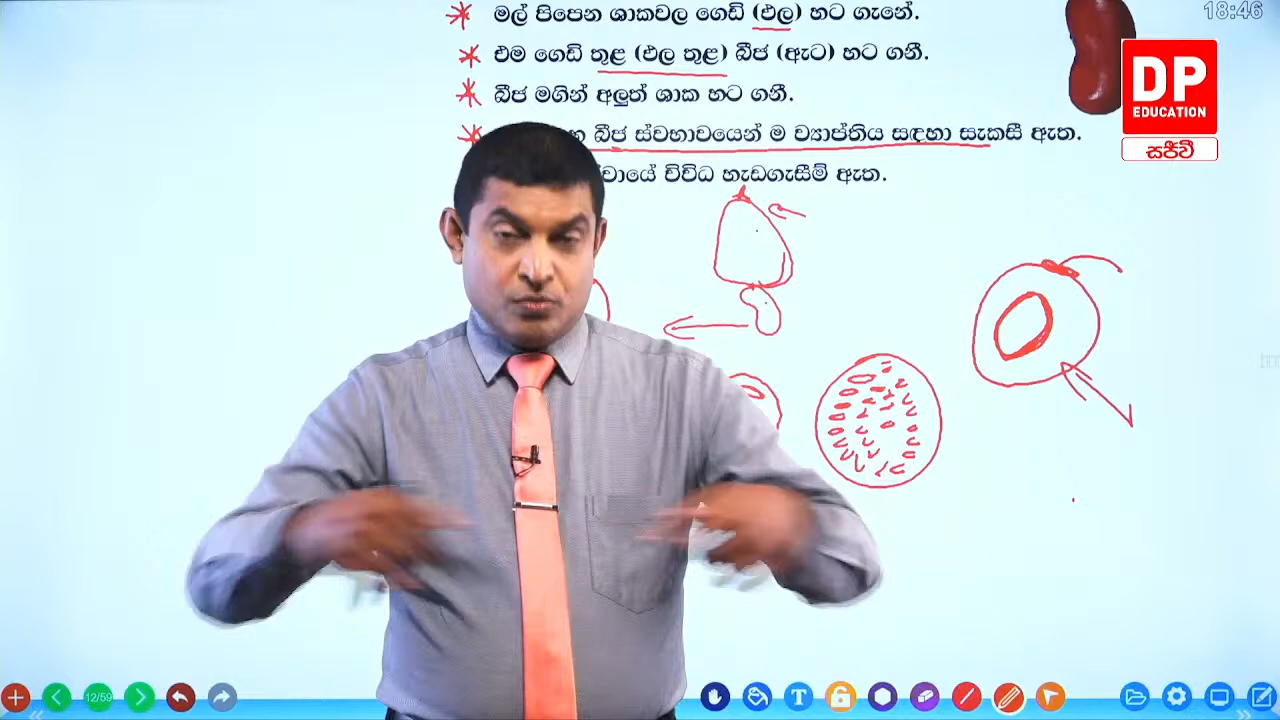 මල් පිපෙන ශාකවල ගෙඩි (ඵල) හට ගැනේ.
18:46
එම ගෙඩි තුළ (ඵල තුළ) බීජ (ඇට) හට ගනී.
DP
EDUCATION
බීජ මගින් අලුත් ශාක හට ගනී.
බීජ ස්වභාවයෙන් ම ව්‍යාප්තිය සඳහා සැකසී ඇත.
සජීවී
විවිධ හැඩගැසීම් ඇත.
12/59